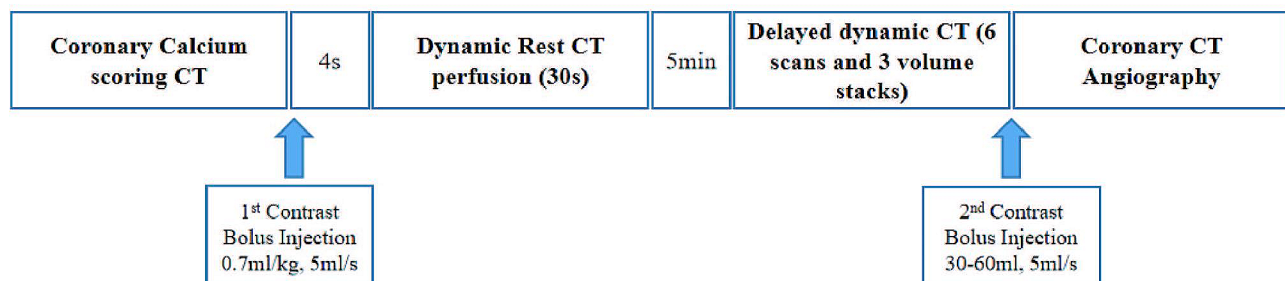 Coronary Calcium
scoring CT
4s
Dynamic Rest CT
perfusion (30s)
5min
Delayed dynamic CT (6
scans and 3 volume
stacks)
Coronary CT
Angiography
1st Contrast
Bolus Injection
0.7ml/kg, 5ml/s
2nd Contrast
Bolus Injection
30-60ml, 5ml/s